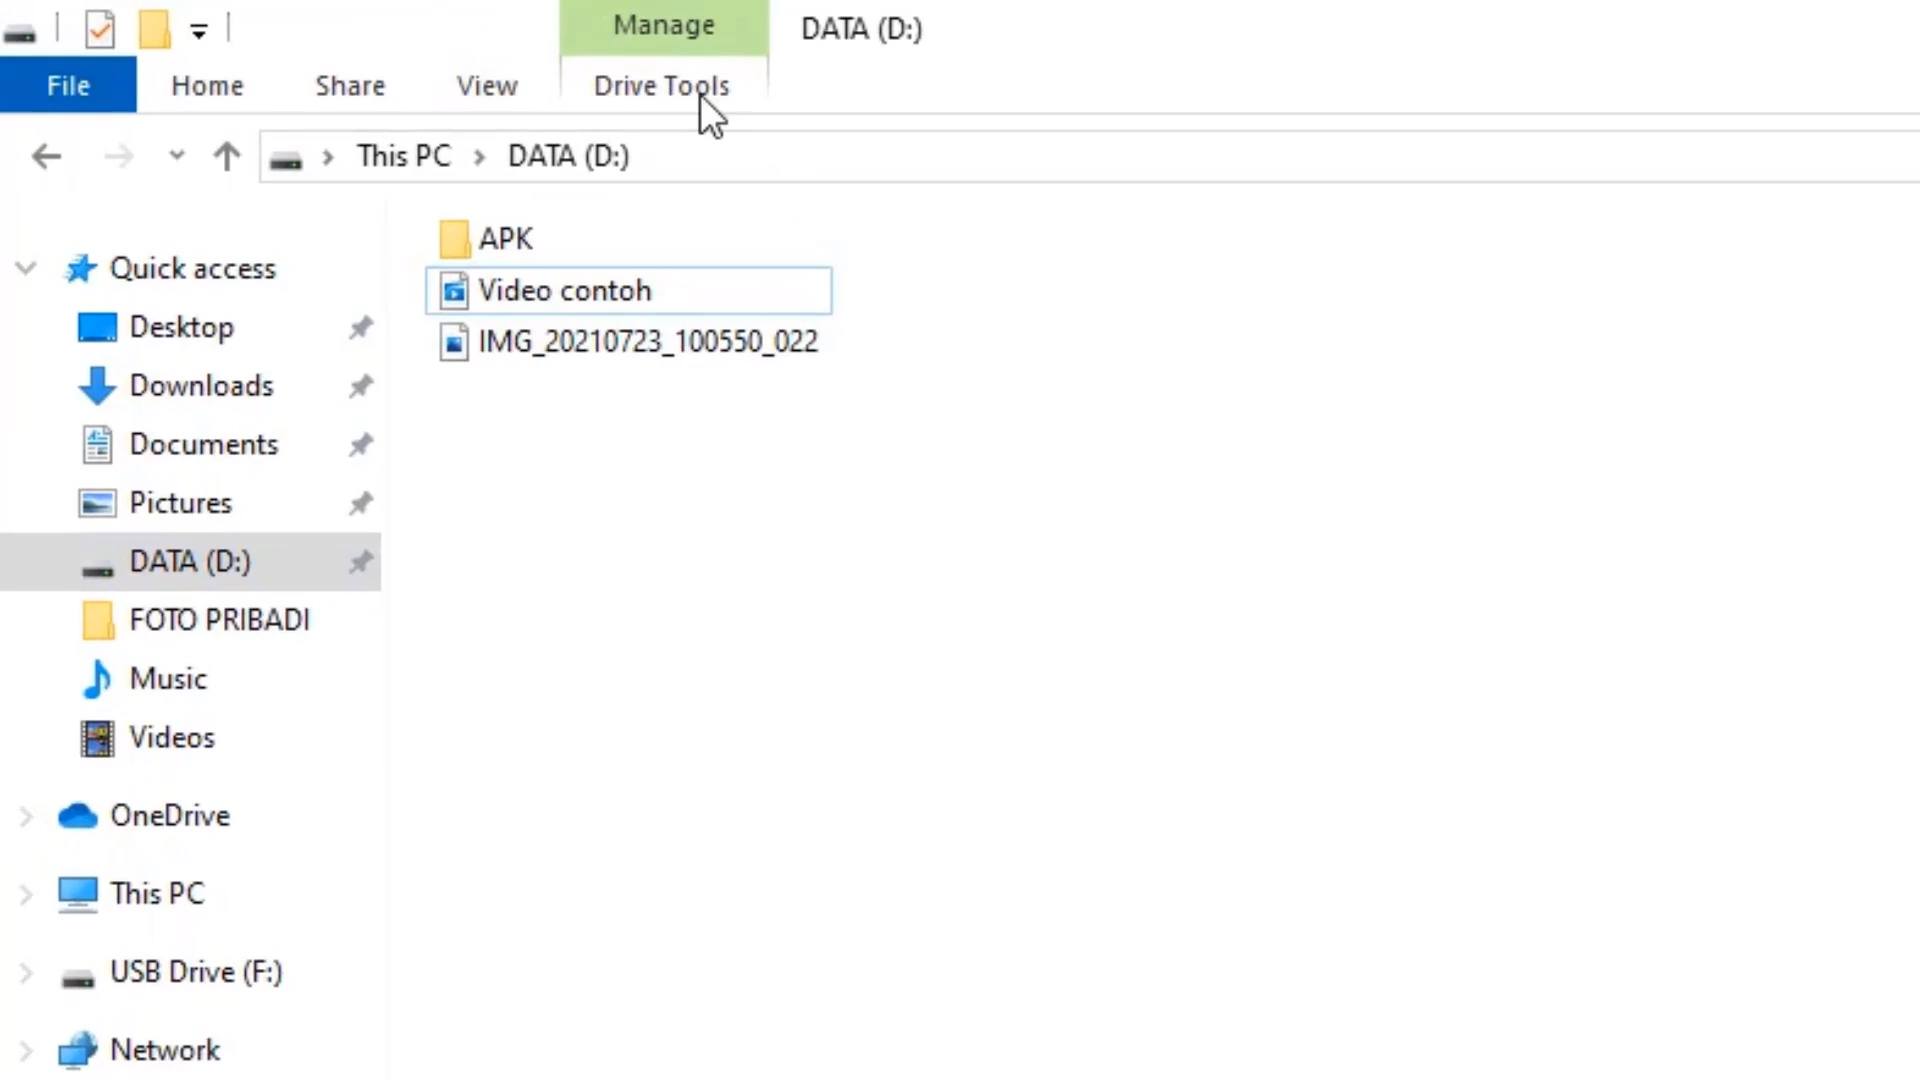 Manage
DATA (D:)
File
Home
Share
View
Drive Tools
This PC
DATA (D:)
Quick access
Desktop
Downloads
Documents
Pictures
DATA (D:)
FOTO PRIBADI
Music
Videos
OneDrive
This PC
USB Drive (F:)
Network
APK
Video contoh
IMG_20210723_100550_022